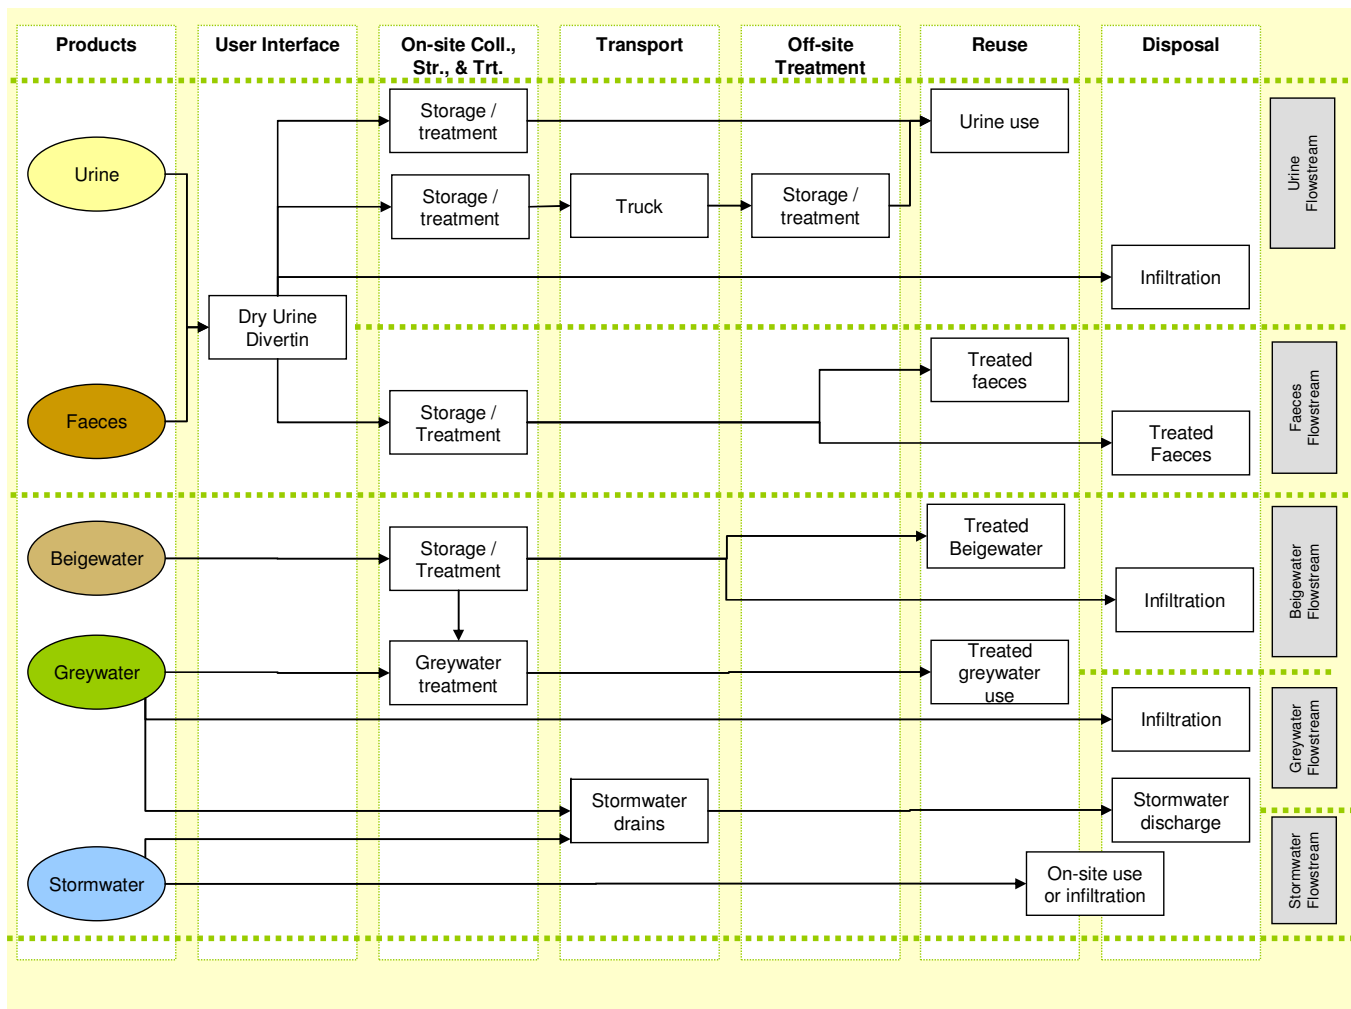 Products
User Interface
On-site Coll.,
Str., & Trt.
Transport
Off-site
Treatment
Reuse
Disposal
Storage /
treatment
Urine use
Urine
Storage /
treatment
Truck
Storage /
treatment
Urine
Flowstream
Infiltration
Dry Urine
Divertin
Treated
faeces
Faeces
Storage /
Treatment
Treated
Faeces
Faeces
Flowstream
Beigewater
Storage /
Treatment
Treated
Beigewater
Infiltration
Beigewater
Flowstream
Greywater
Greywater
treatment
Treated
greywater
use
Infiltration
Greywater
Flowstream
Stormwater
drains
Stormwater
discharge
Stormwater
On-site use
or infiltration
Stormwater
Flowstream